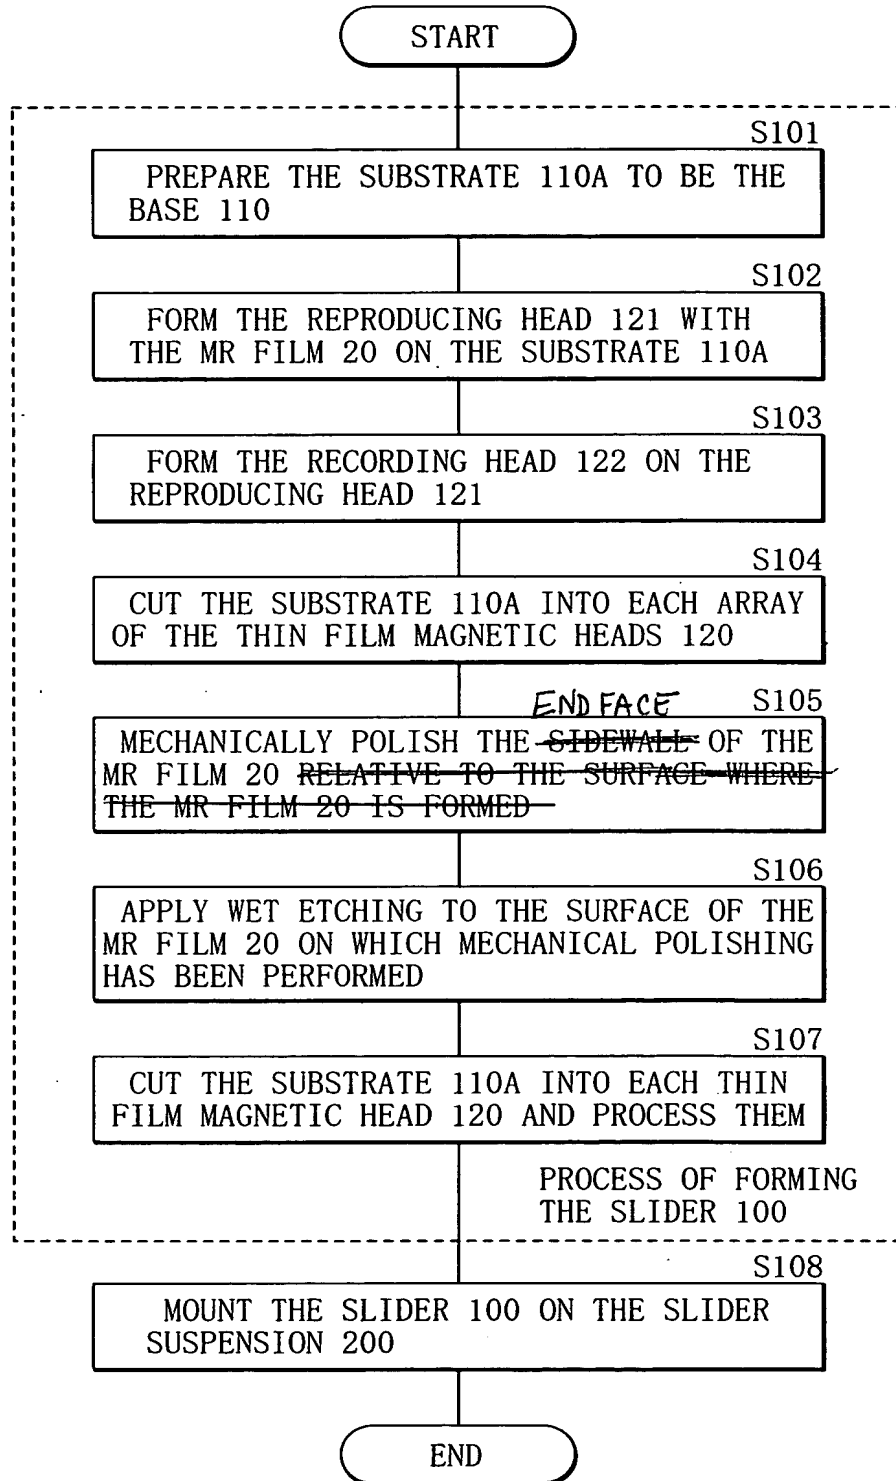 START
S101
PREPARE THE SUBSTRATE 110A TO BE THE
BASE 110
S102
FORM THE REPRODUCING HEAD 121 WITH
THE MR FILM 20 ON THE SUBSTRATE 110A
S103
FORM THE RECORDING HEAD 122 ON THE
REPRODUCING HEAD 121
S104
CUT THE SUBSTRATE 110A INTO EACH ARRAY
OF THE THIN FILM MAGNETIC HEADS 120
S105
END FACE
MECHANICALLY POLISH THE SIDEWALL OF THE
MR FILM 20 RELATIVE TO THE SURFACE WHERE
THE MR FILM 20 IS FORMED
S106
APPLY WET ETCHING TO THE SURFACE OF THE
MR FILM 20 ON WHICH MECHANICAL POLISHING
HAS BEEN PERFORMED
S107
CUT THE SUBSTRATE 110A INTO EACH THIN
FILM MAGNETIC HEAD 120 AND PROCESS THEM
PROCESS OF FORMING
THE SLIDER 100
S108
MOUNT THE SLIDER 100 ON THE SLIDER
SUSPENSION 200
END